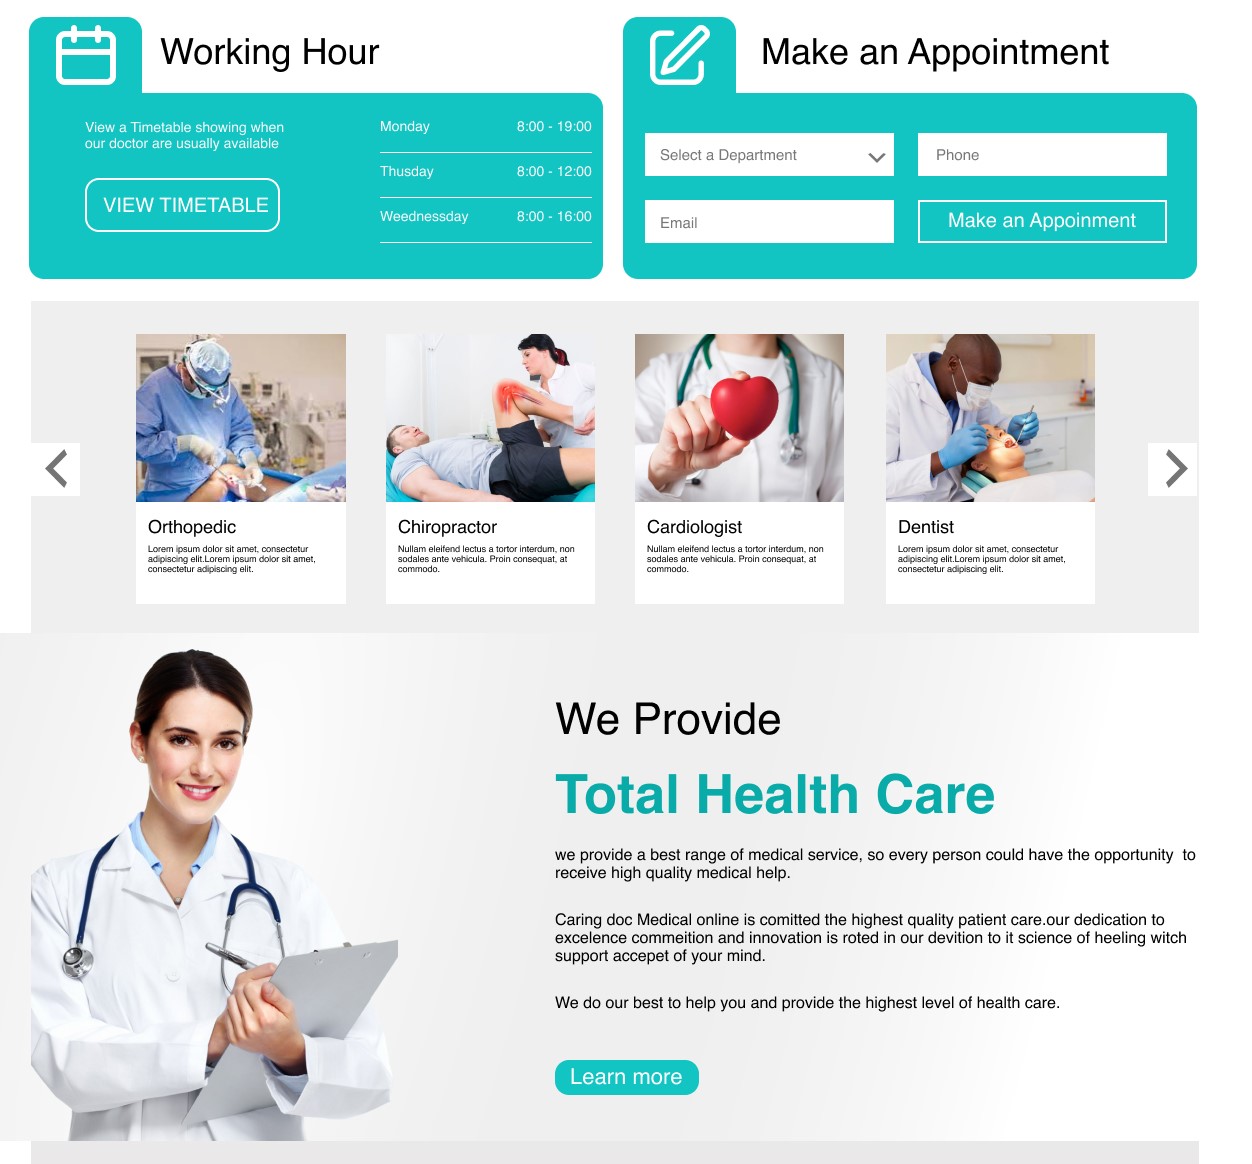 Working Hour
View a Timetable showing when
our doctor are usually available
VIEW TIMETABLE
Monday 8:00 - 19:00
Thusday 8:00 - 12:00
Weednessday 8:00 - 16:00
Make an Appointment
Select a Department
Phone
Email
Make an Appoinment
Orthopedic
Lorem ipsum dolor sit amet, consectetur
adipiscing elit.Lorem ipsum dolor sit amet,
consectetur adipiscing elit.
Chiropractor
Nullam eleifend lectus a tortor interdum, non
sodales ante vehicula. Proin consequat, at
commodo.
Cardiologist
Nullam eleifend lectus a tortor interdum, non
sodales ante vehicula. Proin consequat, at
commodo.
Dentist
Lorem ipsum dolor sit amet, consectetur
adipiscing elit.Lorem ipsum dolor sit amet,
consectetur adipiscing elit.
We Provide
Total Health Care
we provide a best range of medical service, so every person could have the opportunity  to
receive high quality medical help.
Caring doc Medical online is comitted the highest quality patient care.our dedication to
excelence commeition and innovation is roted in our devition to it science of heeling witch
support accepet of your mind.
We do our best to help you and provide the highest level of health care.
Learn more